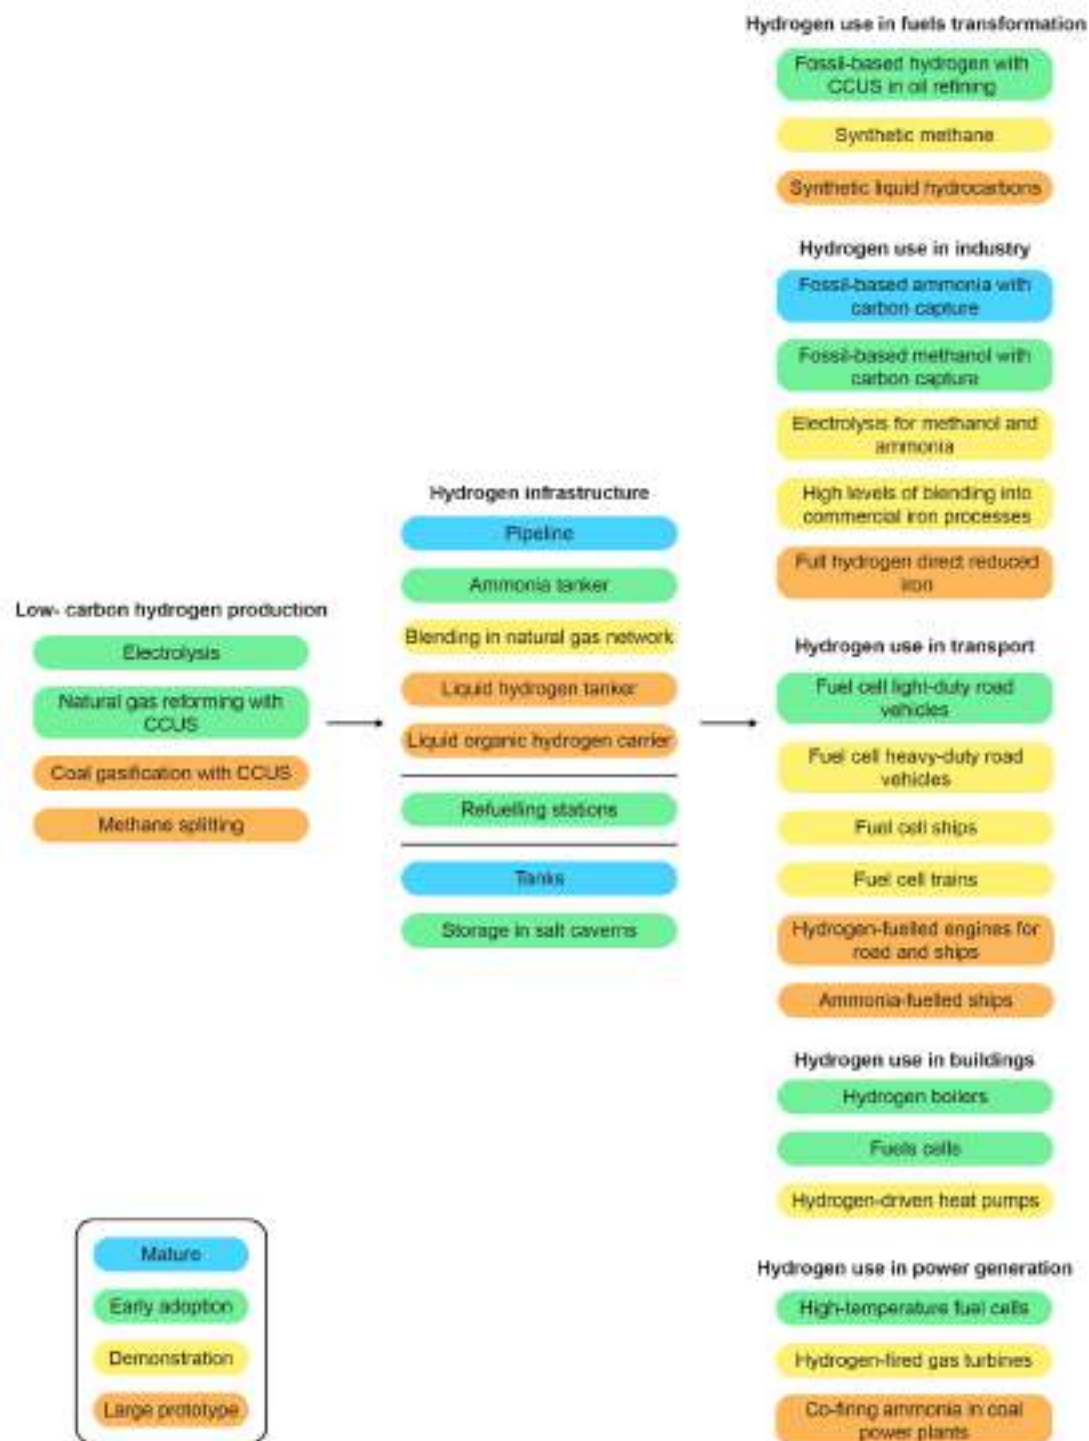 Low- carbon hydrogen production
Electrolysis
Natural gas reforming with
CCUS
Coal gasification with CCUS
Methane splitting
Hydrogen infrastructure
Pipeline
Ammonia tanker
Blending in natural gas network
Liquid hydrogen tanker
Liquid organic hydrogen carrier
Refuelling stations
Tanks
Storage in salt caverns
Hydrogen use in fuels transformation
Fossil-based hydrogen with
CCUS in oil refining
Synthetic methane
Synthetic liquid hydrocarbons
Hydrogen use in industry
Fossil-based ammonia with
carbon capture
Fossil-based methanol with
carbon capture
Electrolysis for methanol and
ammonia
High levels of blending into
commercial iron processes
Full hydrogen direct reduced
iron
Hydrogen use in transport
Fuel cell light-duty road
vehicles
Fuel cell heavy-duty road
vehicles
Fuel cell ships
Fuel cell trains
Hydrogen-fuelled engines for
road and ships
Ammonia-fuelled ships
Hydrogen use in buildings
Hydrogen boilers
Fuels cells
Hydrogen-driven heat pumps
Hydrogen use in power generation
High-temperature fuel cells
Hydrogen-fired gas turbines
Co-firing ammonia in coal
power plants
Mature
Early adoption
Demonstration
Large prototype